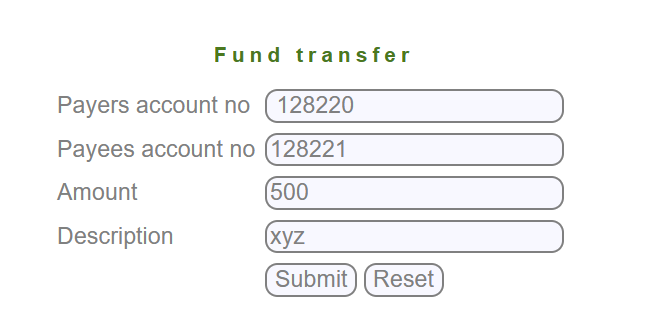 Fund transfer
Payers account no 128220
Payees account no 128221
Amount 500
Description xyz
Submit Reset